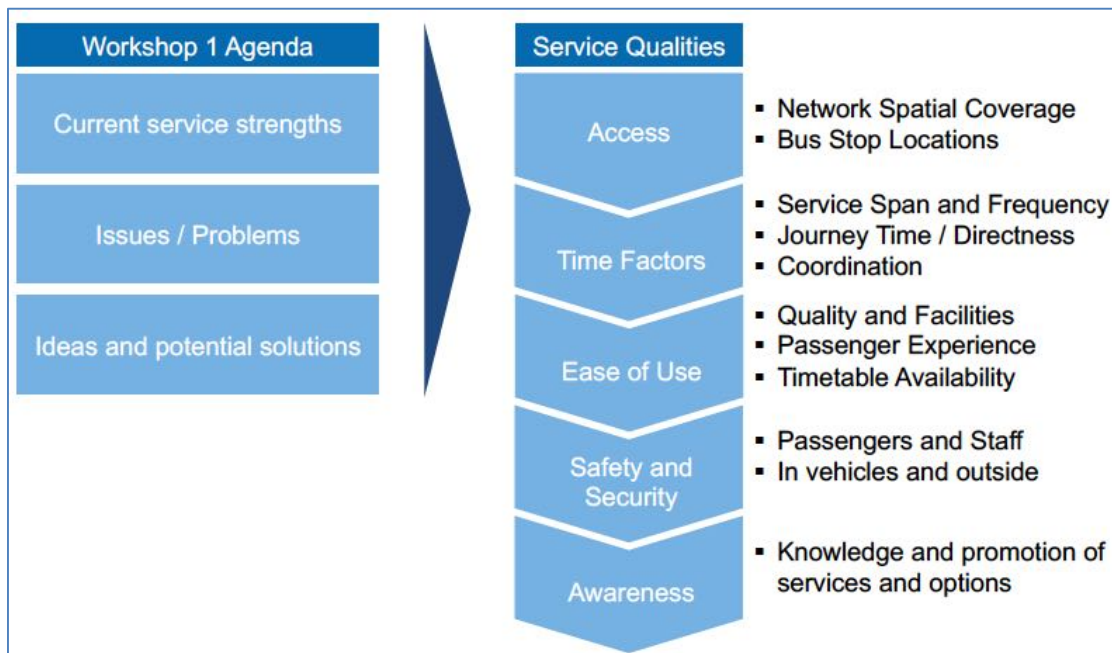 Workshop 1 Agenda
Current service strengths
Issues / Problems
Ideas and potential solutions
Service Qualities
Access
▪ Network Spatial Coverage
▪ Bus Stop Locations
Time Factors
▪ Service Span and Frequency
▪ Journey Time / Directness
▪ Coordination
Ease of Use
▪ Quality and Facilities
▪ Passenger Experience
▪ Timetable Availability
Safety and
Security
▪ Passengers and Staff
▪ In vehicles and outside
Awareness
▪ Knowledge and promotion of
services and options